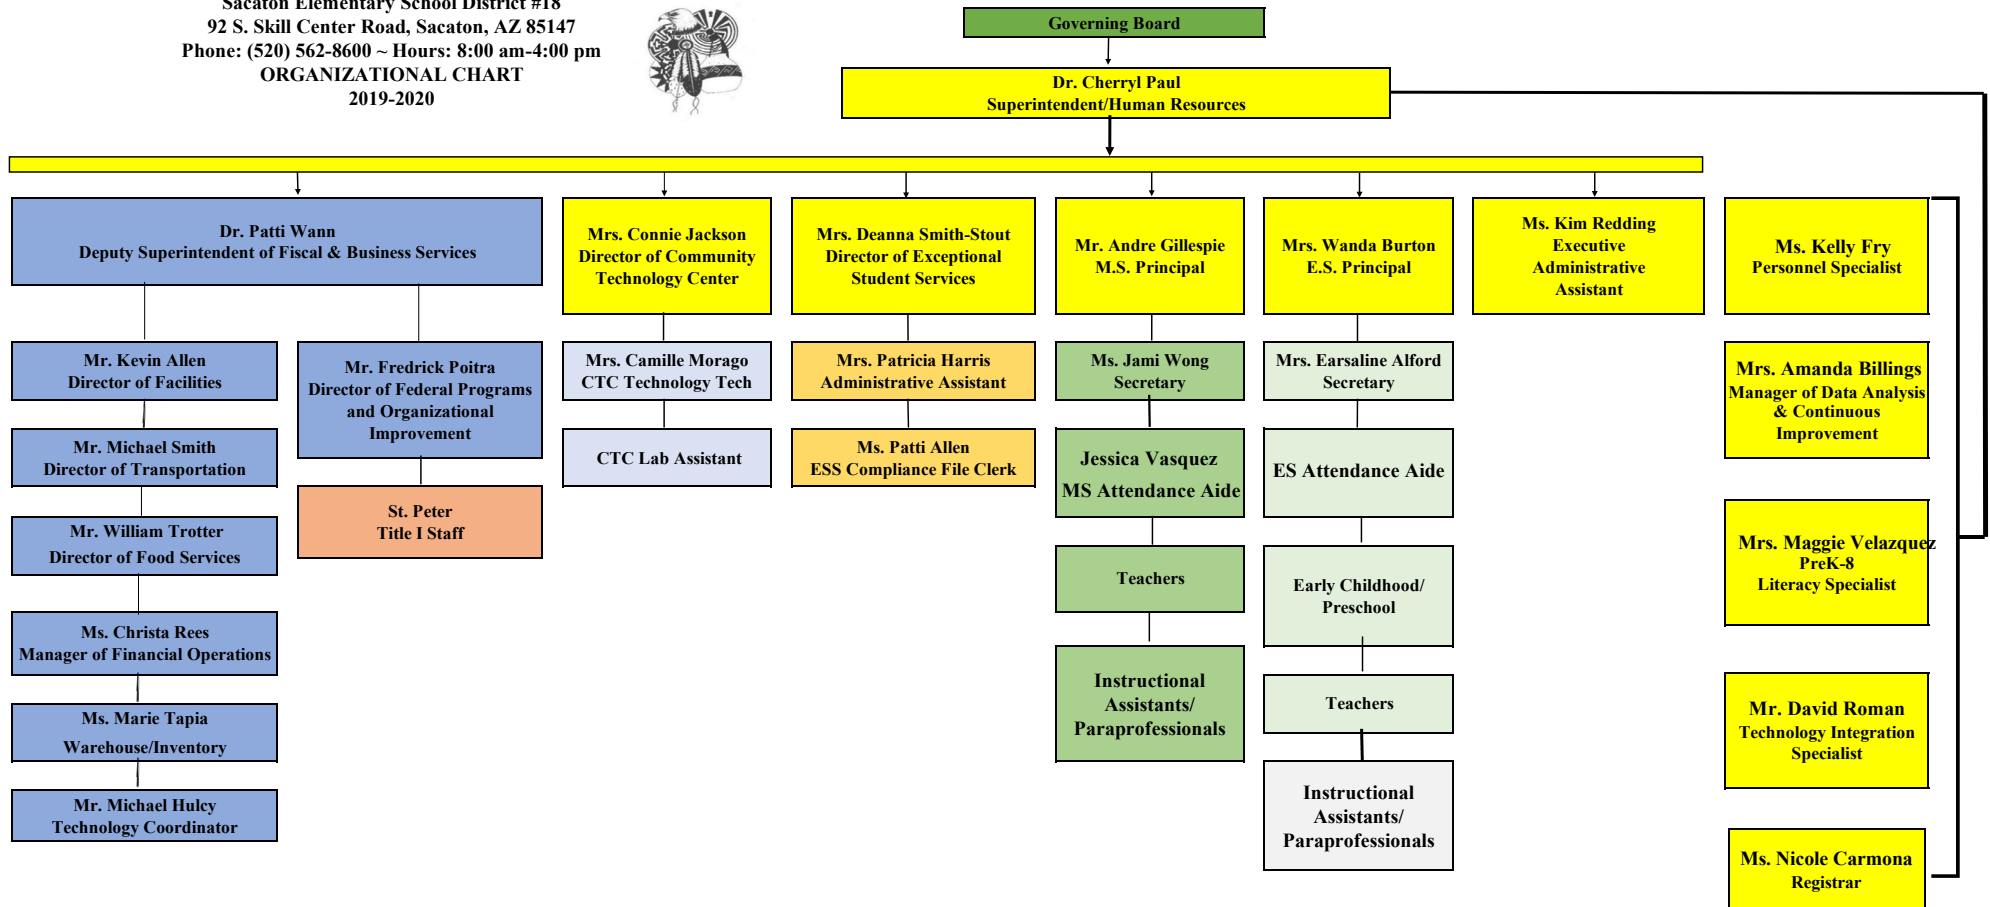 Sacaton Elementary School District #18
92 S. Skill Center Road, Sacaton, AZ 85147
Phone: (520) 562-8600 ~ Hours: 8:00 am-4:00 pm
ORGANIZATIONAL CHART
2019-2020
Governing Board
Dr. Cherryl Paul
Superintendent/Human Resources
Dr. Patti Wann
Deputy Superintendent of Fiscal & Business Services
Mrs. Connie Jackson
Director of Community
Technology Center
Mrs. Deanna Smith-Stout
Director of Exceptional
Student Services
Mr. Andre Gillespie
M.S. Principal
Mrs. Wanda Burton
E.S. Principal
Ms. Kim Redding
Executive
Administrative
Assistant
Ms. Kelly Fry
Personnel Specialist
Mr. Kevin Allen
Director of Facilities
Mr. Michael Smith
Director of Transportation
Mr. William Trotter
Director of Food Services
Ms. Christa Rees
Manager of Financial Operations
Ms. Marie Tapia
Warehouse/Inventory
Mr. Michael Hulcy
Technology Coordinator
Mr. Fredrick Poitra
Director of Federal Programs
and Organizational
Improvement
St. Peter
Title I Staff
Mrs. Camille Morago
CTC Technology Tech
CTC Lab Assistant
Mrs. Patricia Harris
Administrative Assistant
Ms. Patti Allen
ESS Compliance File Clerk
Ms. Jami Wong
Secretary
Jessica Vasquez
MS Attendance Aide
Teachers
Instructional
Assistants/
Paraprofessionals
Mrs. Earsaline Alford
Secretary
ES Attendance Aide
Early Childhood/
Preschool
Teachers
Instructional
Assistants/
Paraprofessionals
Mrs. Amanda Billings
Manager of Data Analysis
& Continuous
Improvement
Mrs. Maggie Velazquez
PreK-8
Literacy Specialist
Mr. David Roman
Technology Integration
Specialist
Ms. Nicole Carmona
Registrar